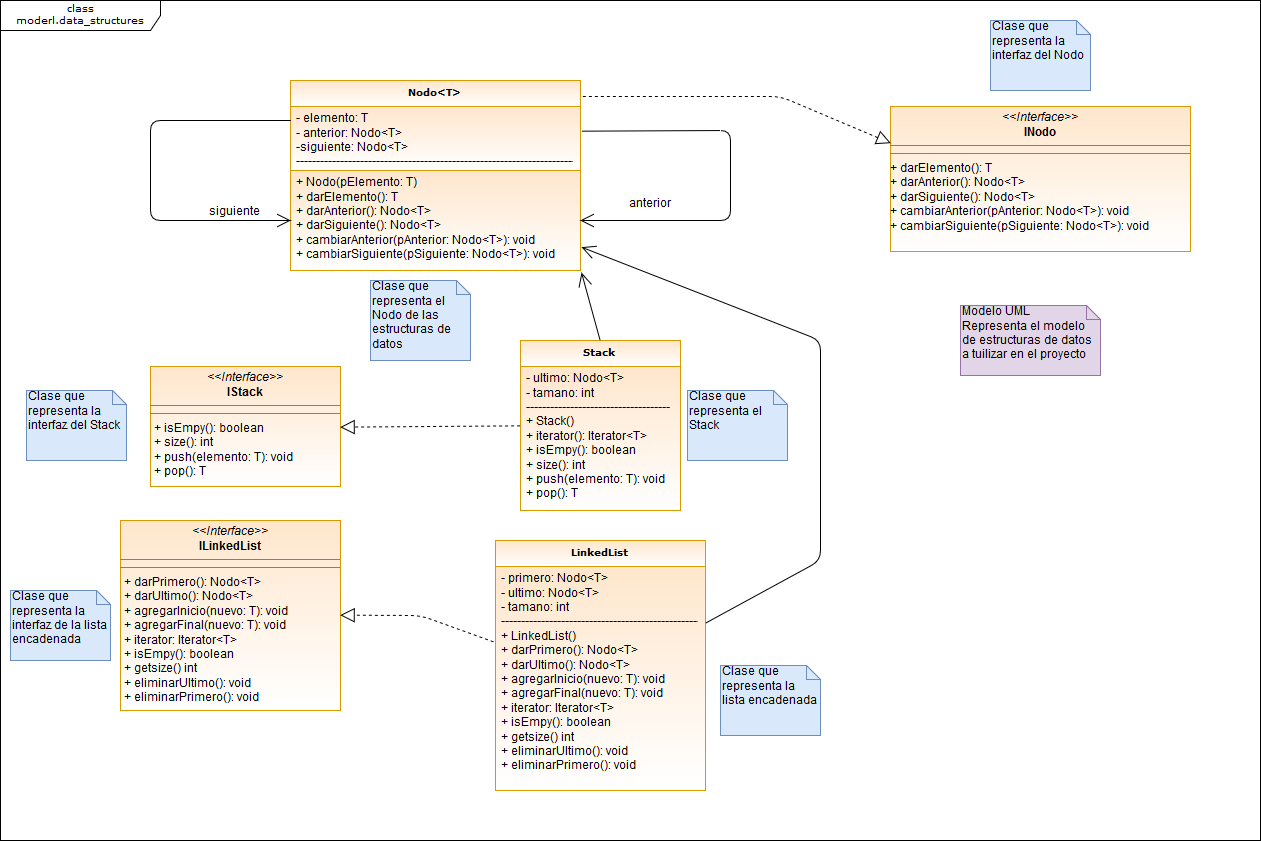 class
moderl.data_structures
Clase que
representa la
interfaz del Nodo
Nodo<T>
- elemento: T
- anterior: Nodo<T>
-siguiente: Nodo<T>
+ Nodo(pElemento: T)
+ darElemento(): T
+ darAnterior(): Nodo<T>
+ darSiguiente(): Nodo<T>
+ cambiarAnterior(pAnterior: Nodo<T>): void
+ cambiarSiguiente(pSiguiente: Nodo<T>): void
siguiente
anterior
<<Interface>>
INodo
+ darElemento(): T
+ darAnterior(): Nodo<T>
+ darSiguiente(): Nodo<T>
+ cambiarAnterior(pAnterior: Nodo<T>): void
+ cambiarSiguiente(pSiguiente: Nodo<T>): void
Clase que
representa el
Nodo de las
estructuras de
datos
Modelo UML
Representa el modelo
de estructuras de datos
a tuilizar en el proyecto
Clase que
representa la
interfaz del Stack
<<Interface>>
IStack
+ isEmpy(): boolean
+ size(): int
+ push(elemento: T): void
+ pop(): T
Stack
- ultimo: Nodo<T>
- tamano: int
+ Stack()
+ iterator(): Iterator<T>
+ isEmpy(): boolean
+ size(): int
+ push(elemento: T): void
+ pop(): T
Clase que
representa el
Stack
Clase que
representa la
interfaz de la lista
encadenada
<<Interface>>
ILinkedList
+ darPrimero(): Nodo<T>
+ darUltimo(): Nodo<T>
+ agregarInicio(nuevo: T): void
+ agregarFinal(nuevo: T): void
+ iterator: Iterator<T>
+ isEmpy(): boolean
+ getsize() int
+ eliminarUltimo(): void
+ eliminarPrimero(): void
LinkedList
- primero: Nodo<T>
- ultimo: Nodo<T>
- tamano: int
+ LinkedList()
+ darPrimero(): Nodo<T>
+ darUltimo(): Nodo<T>
+ agregarInicio(nuevo: T): void
+ agregarFinal(nuevo: T): void
+ iterator: Iterator<T>
+ isEmpy(): boolean
+ getsize() int
+ eliminarUltimo(): void
+ eliminarPrimero(): void
Clase que
representa la
lista encadenada